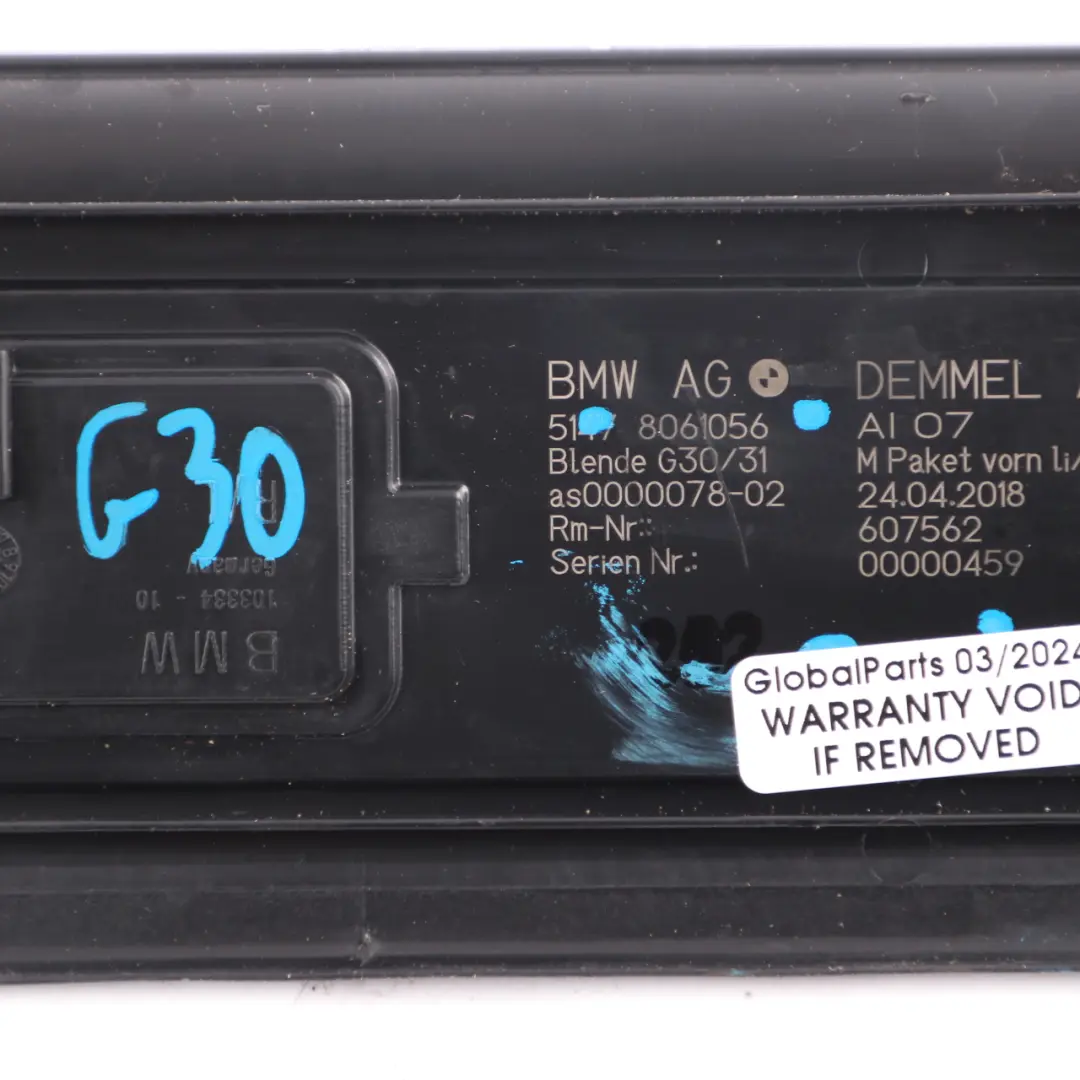 BMW AG DEMMEL
8061056 AI 07
Blende G30/31 M Paket vorn li/
as0000078-02 24.04.2018
Rm-Nr.: 607562
Serien Nr.: 00000459
G30
Germany
103334 - 10
BMW
GlobalParts 03/2024
WARRANTY VOID
IF REMOVED